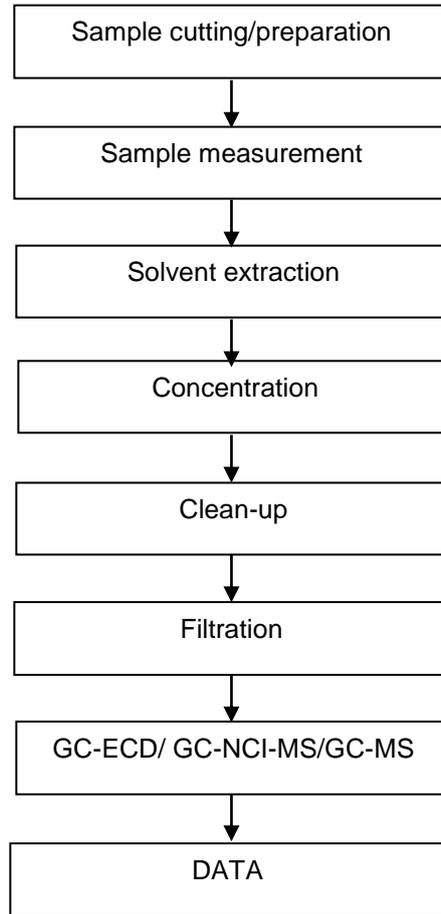 Sample cutting/preparation
Sample measurement
Solvent extraction
Concentration
Clean-up
Filtration
GC-ECD/ GC-NCI-MS/GC-MS
DATA